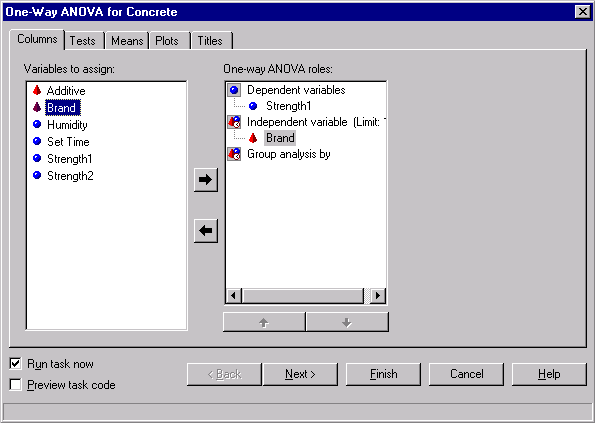 One-Way ANOVA for Concrete
Columns Tests Means Plots Titles
Variables to assign:
Additive
Brand
Humidity
Set Time
Strength1
Strength2
One-way ANOVA roles:
Dependent variables
Strength1
Independent variable (Limit:
Brand
Group analysis by
Run task now
Preview task code
< Back
Next >
Finish
Cancel
Help